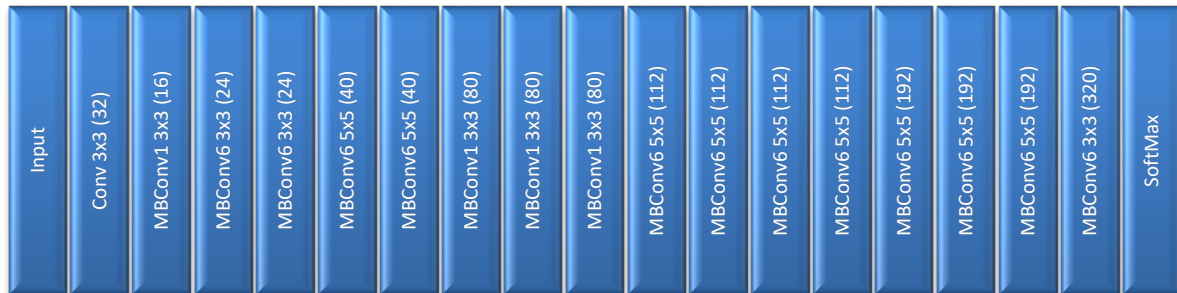 Input
Conv 3x3 (32)
MBConv1 3x3 (16)
MBConv6 3x3 (24)
MBConv6 3x3 (24)
MBConv6 5x5 (40)
MBConv6 5x5 (40)
MBConv1 3x3 (80)
MBConv1 3x3 (80)
MBConv1 3x3 (80)
MBConv6 5x5 (112)
MBConv6 5x5 (112)
MBConv6 5x5 (112)
MBConv6 5x5 (112)
MBConv6 5x5 (192)
MBConv6 5x5 (192)
MBConv6 5x5 (192)
MBConv6 3x3 (320)
SoftMax